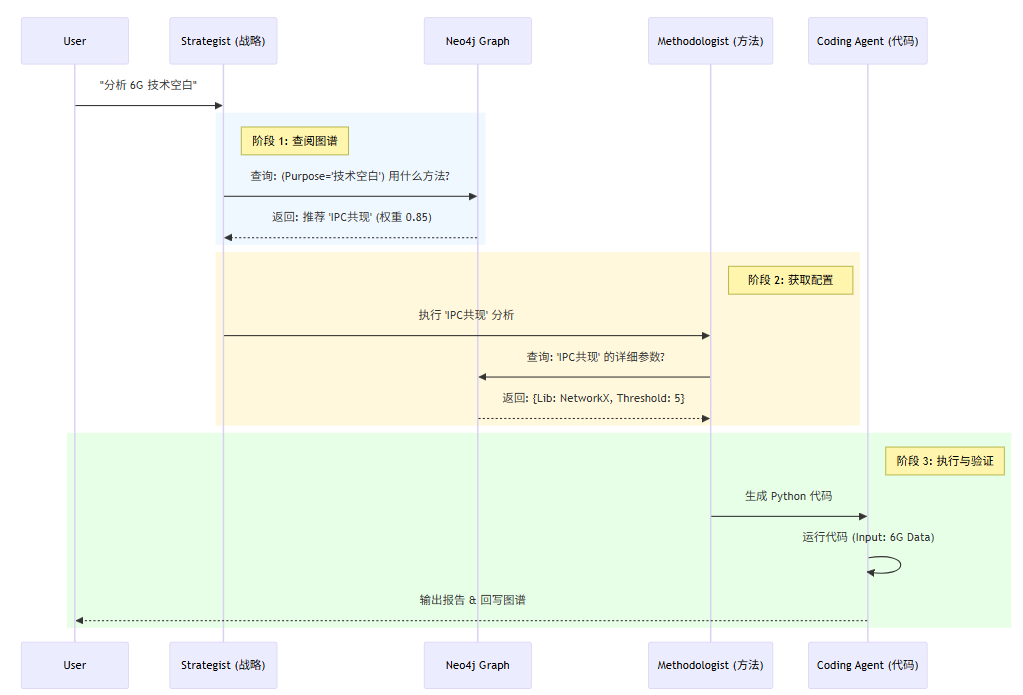 User
Strategist (战略)
Neo4j Graph
Methodologist (方法)
Coding Agent (代码)
"分析 6G 技术空白"
阶段 1: 查阅图谱
查询: (Purpose='技术空白') 用什么方法?
返回: 推荐 'IPC共现' (权重 0.85)
阶段 2: 获取配置
执行 'IPC共现' 分析
查询: 'IPC共现' 的详细参数?
返回: {Lib: NetworkX, Threshold: 5}
阶段 3: 执行与验证
生成 Python 代码
运行代码 (Input: 6G Data)
输出报告 & 回写图谱
User
Strategist (战略)
Neo4j Graph
Methodologist (方法)
Coding Agent (代码)